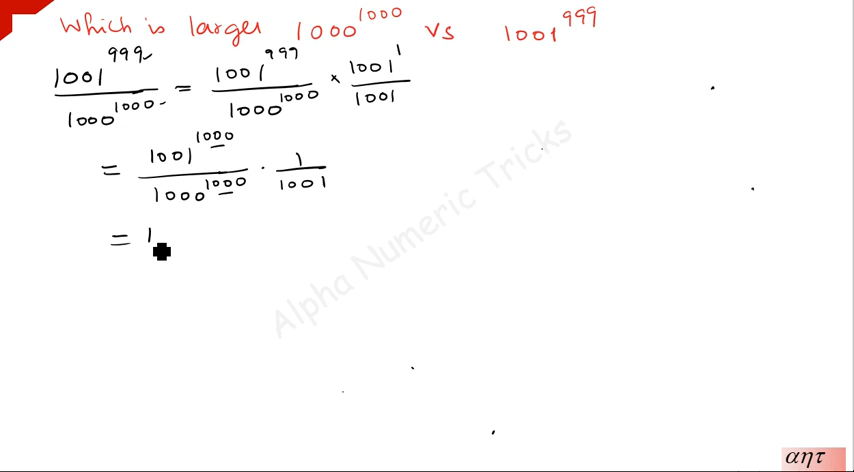 Which is larger 1000^1000 vs 1001^999
1001^999 / 1000^1000 = 1001^999 / 1000^1000 × 1001^1 / 1001
= 1001^1000 / 1000^1000 · 1 / 1001
= 1
Alpha Numeric Tricks
αητ